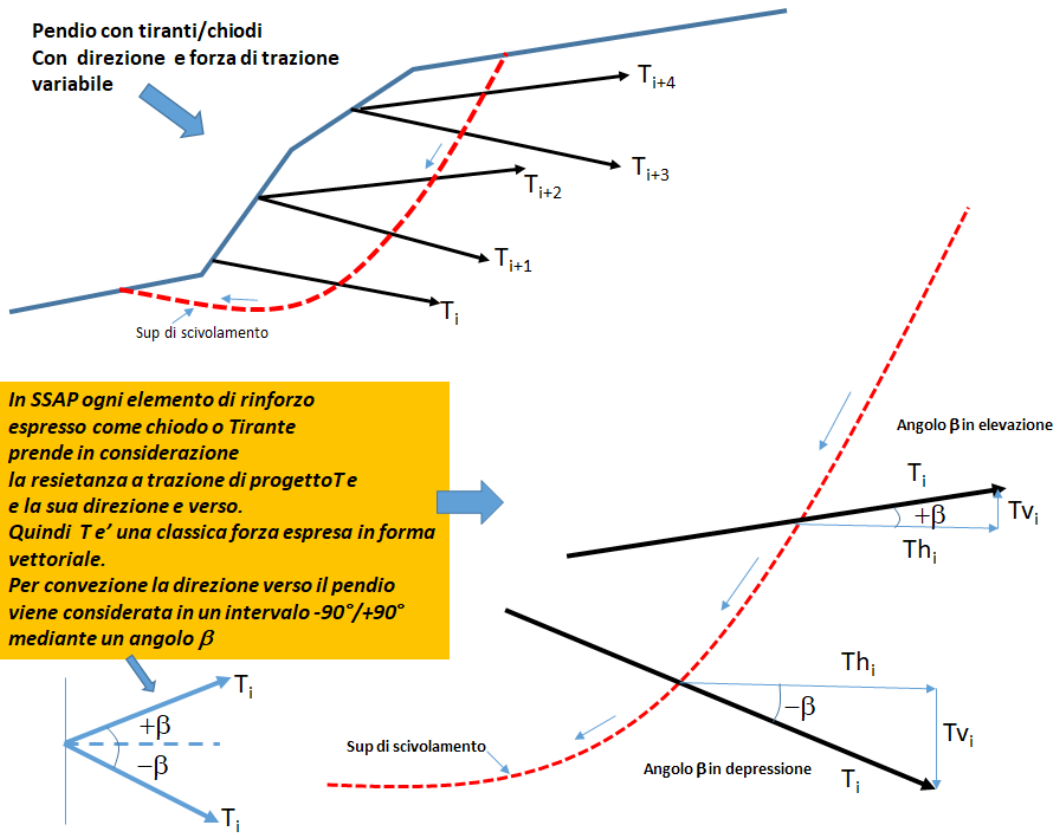 Pendio con tiranti/chiodi
Con direzione e forza di trazione
variabile
Ti+4
Ti+3
Ti+2
Ti+1
Ti
Sup di scivolamento
In SSAP ogni elemento di rinforzo
espresso come chiodo o Tirante
prende in considerazione
la resietanza a trazione di progettoT e
e la sua direzione e verso.
Quindi T e’ una classica forza espresa in forma
vettoriale.
Per convezione la direzione verso il pendio
viene considerata in un intervalo -90°/+90°
mediante un angolo β
Angolo β in elevazione
Ti
+β
Tvi
Thi
Thi
−β
Tvi
Ti
Sup di scivolamento
Angolo β in depressione
Ti
+β
−β
Ti